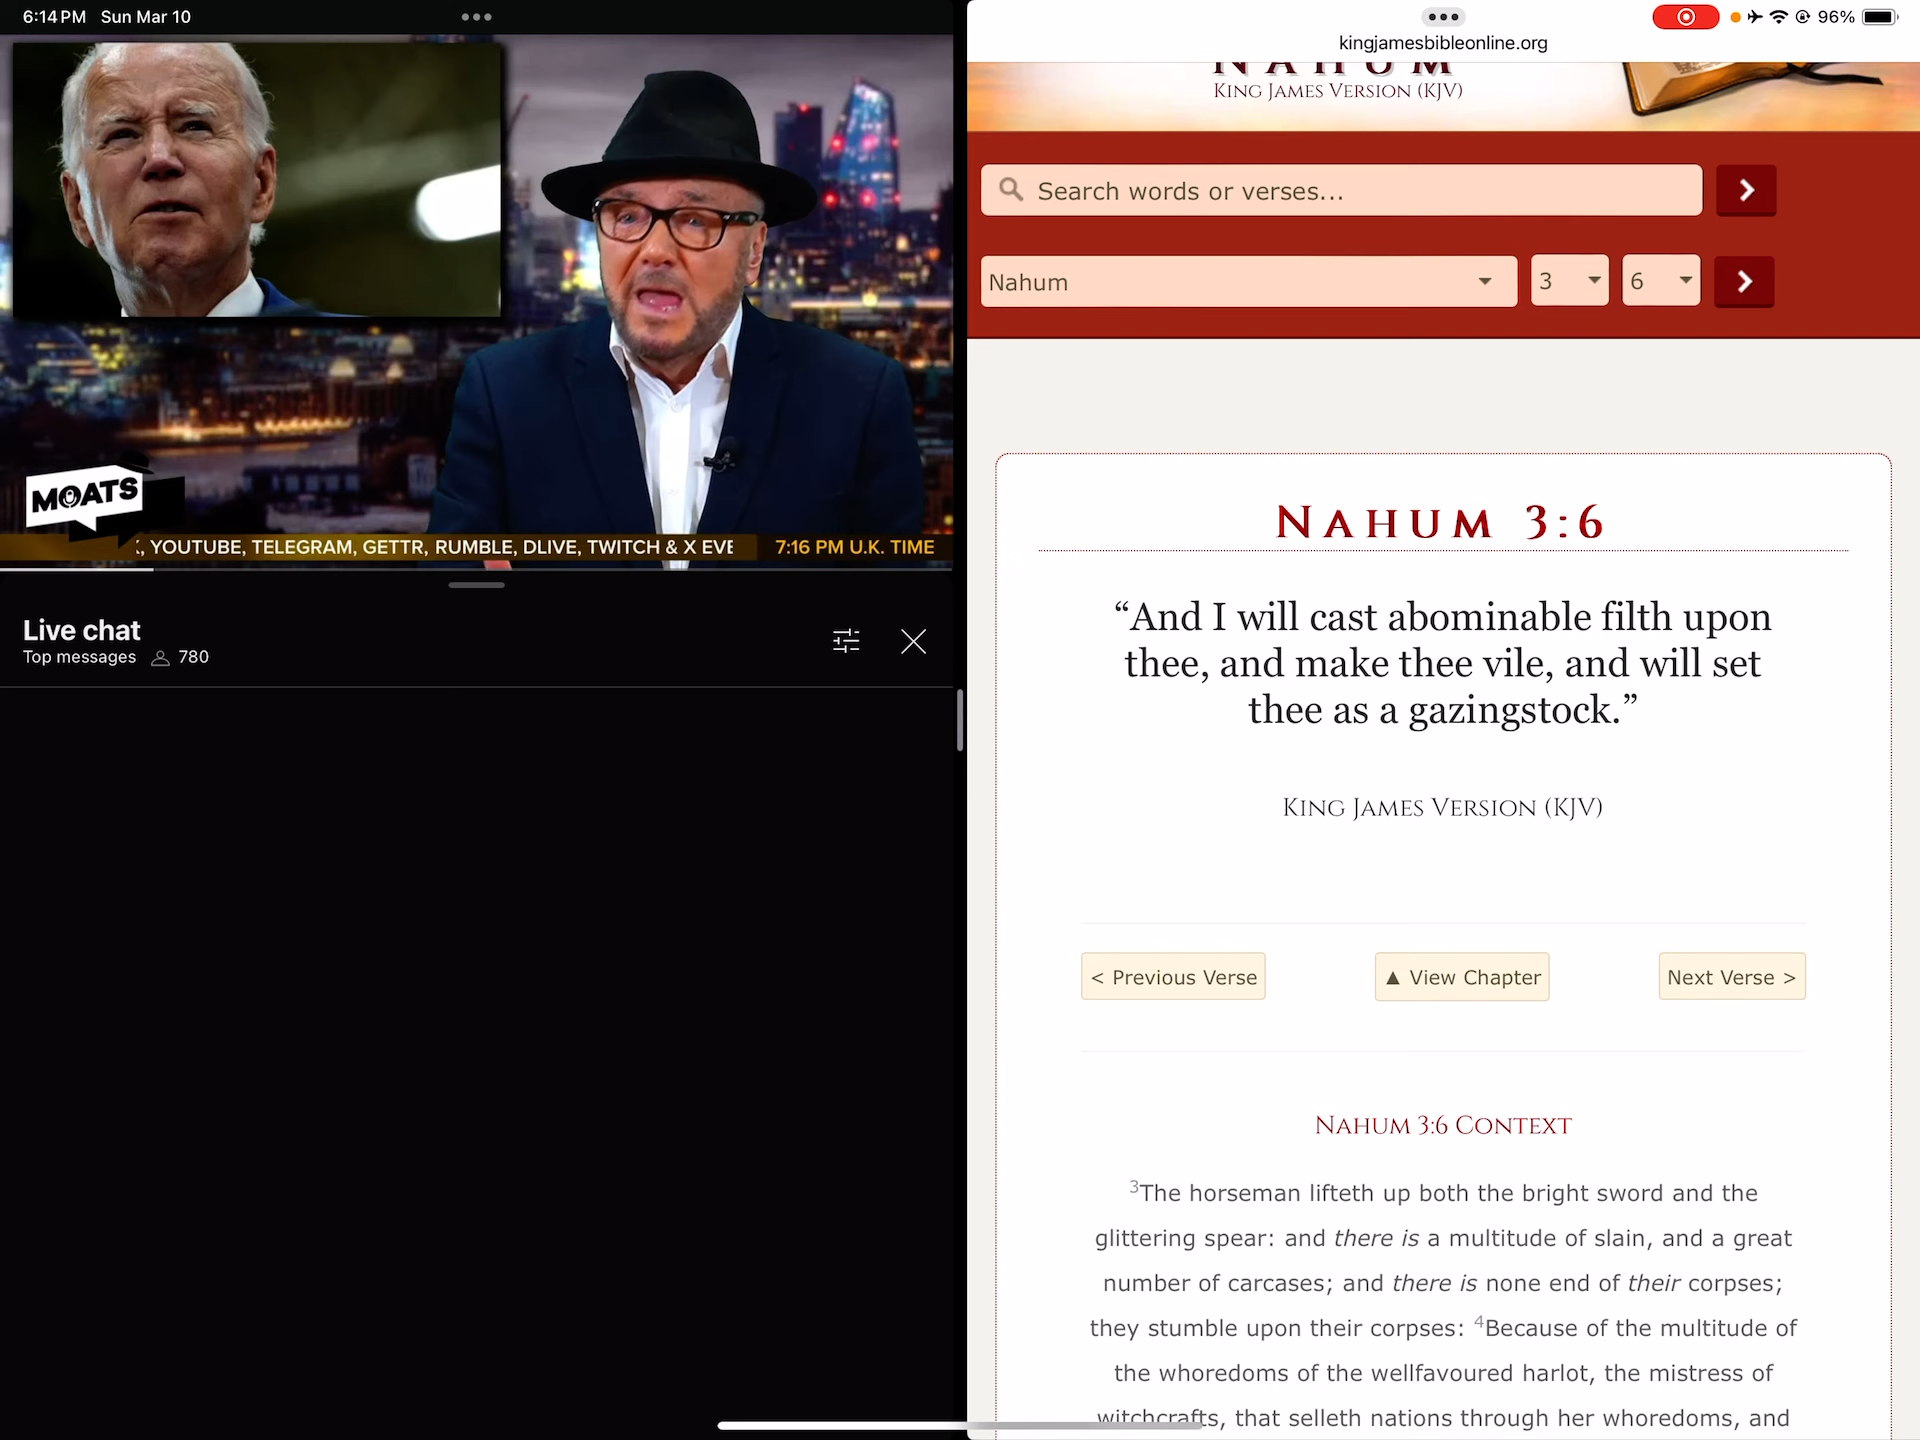 6:14 PM Sun Mar 10
MOATS
, YOUTUBE, TELEGRAM, GETTR, RUMBLE, DLIVE, TWITCH & X EVE
7:16 PM U.K. TIME
Live chat
Top messages 780
96%
kingjamesbibleonline.org
NAHUM
KING JAMES VERSION (KJV)
Search words or verses...
Nahum 3 6
NAHUM 3:6
“And I will cast abominable filth upon
thee, and make thee vile, and will set
thee as a gazingstock.”
KING JAMES VERSION (KJV)
< Previous Verse
▲ View Chapter
Next Verse >
NAHUM 3:6 CONTEXT
3The horseman lifteth up both the bright sword and the
glittering spear: and there is a multitude of slain, and a great
number of carcases; and there is none end of their corpses;
they stumble upon their corpses: 4Because of the multitude of
the whoredoms of the wellfavoured harlot, the mistress of
witchcrafts, that selleth nations through her whoredoms, and